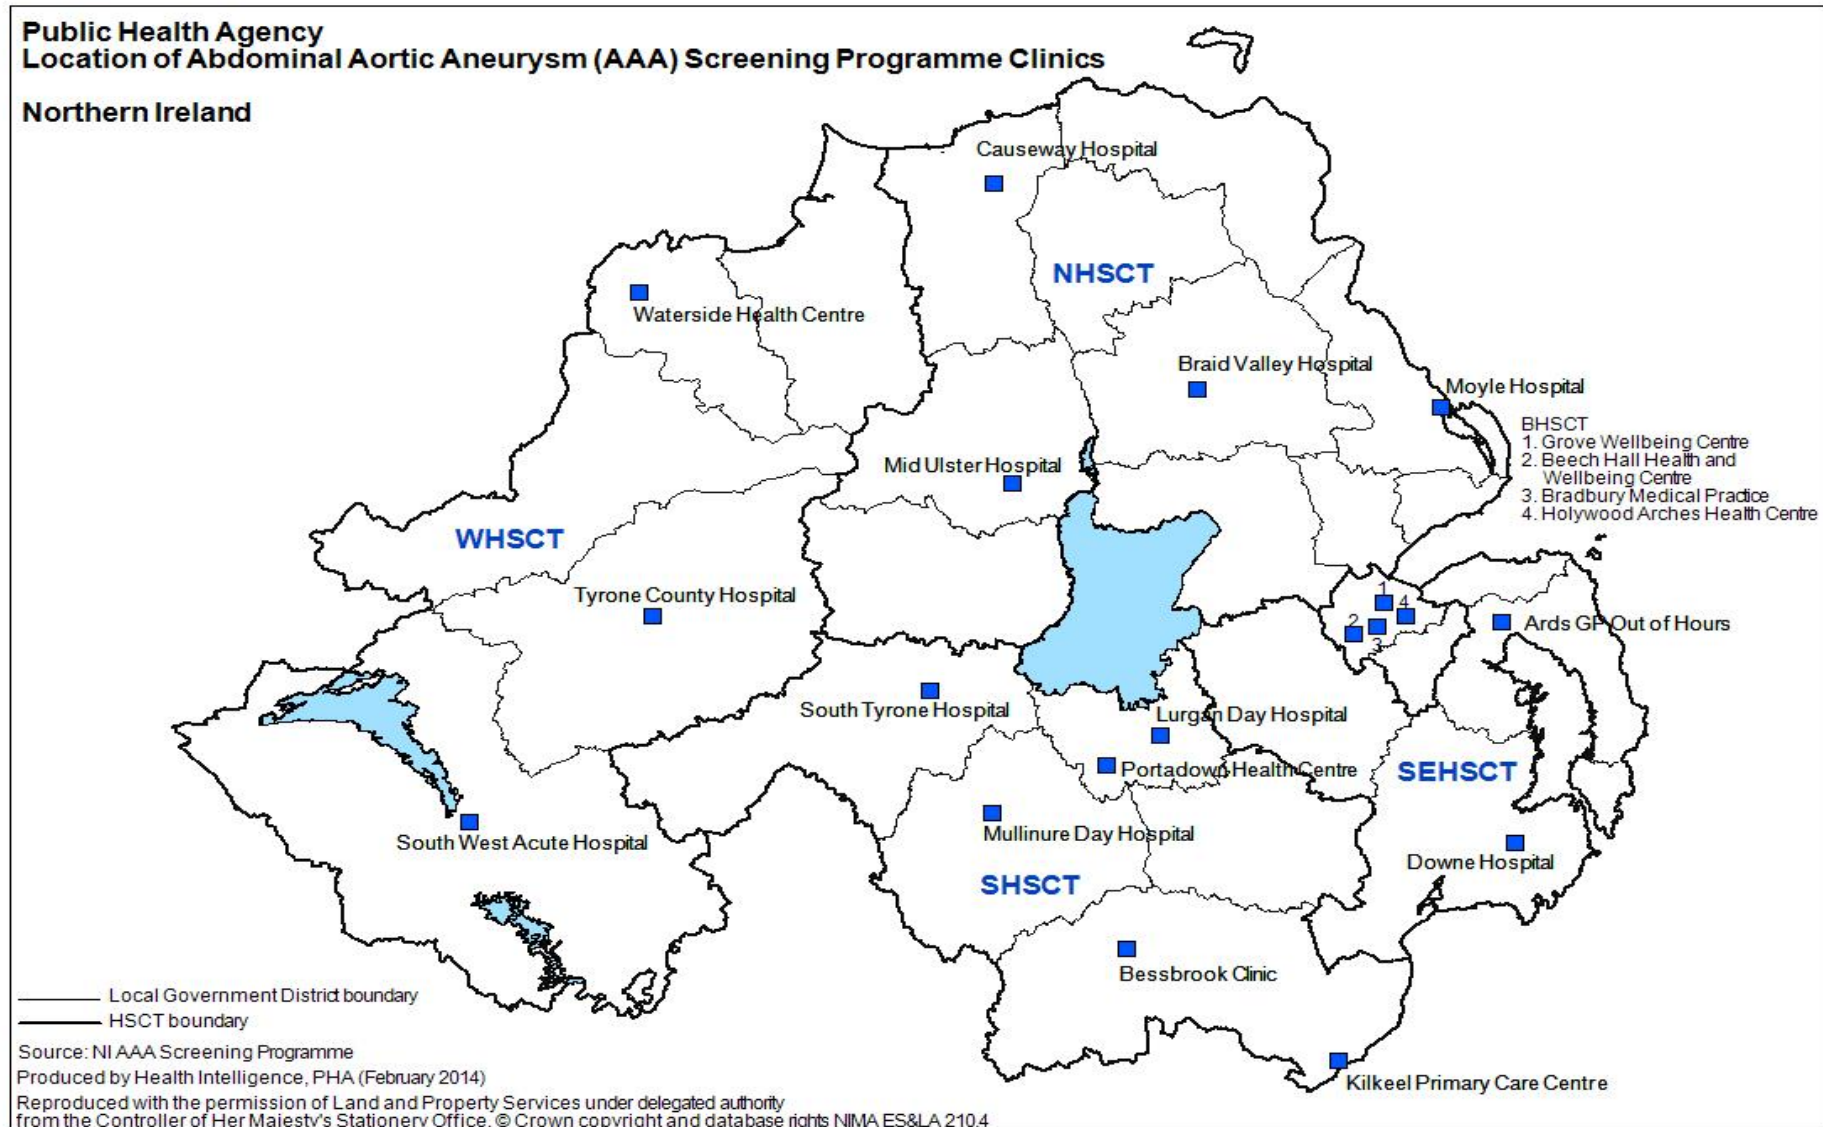 Public Health Agency
Location of Abdominal Aortic Aneurysm (AAA) Screening Programme Clinics
Northern Ireland
Causeway Hospital
NHSCT
Waterside Health Centre
Braid Valley Hospital
Moyle Hospital
BHSCT
1. Grove Wellbeing Centre
2. Beech Hall Health and
Wellbeing Centre
3. Bradbury Medical Practice
4. Holywood Arches Health Centre
Mid Ulster Hospital
WHSCT
Tyrone County Hospital
1
4
2
3
Ards GP Out of Hours
South Tyrone Hospital
Lurgan Day Hospital
Portadown Health Centre
SEHSCT
Mullinure Day Hospital
South West Acute Hospital
Downe Hospital
SHSCT
Bessbrook Clinic
Kilkeel Primary Care Centre
Local Government District boundary
HSCT boundary
Source: NI AAA Screening Programme
Produced by Health Intelligence, PHA (February 2014)
Reproduced with the permission of Land and Property Services under delegated authority
from the Controller of Her Majesty's Stationery Office, © Crown copyright and database rights NIMA ES&LA 210.4